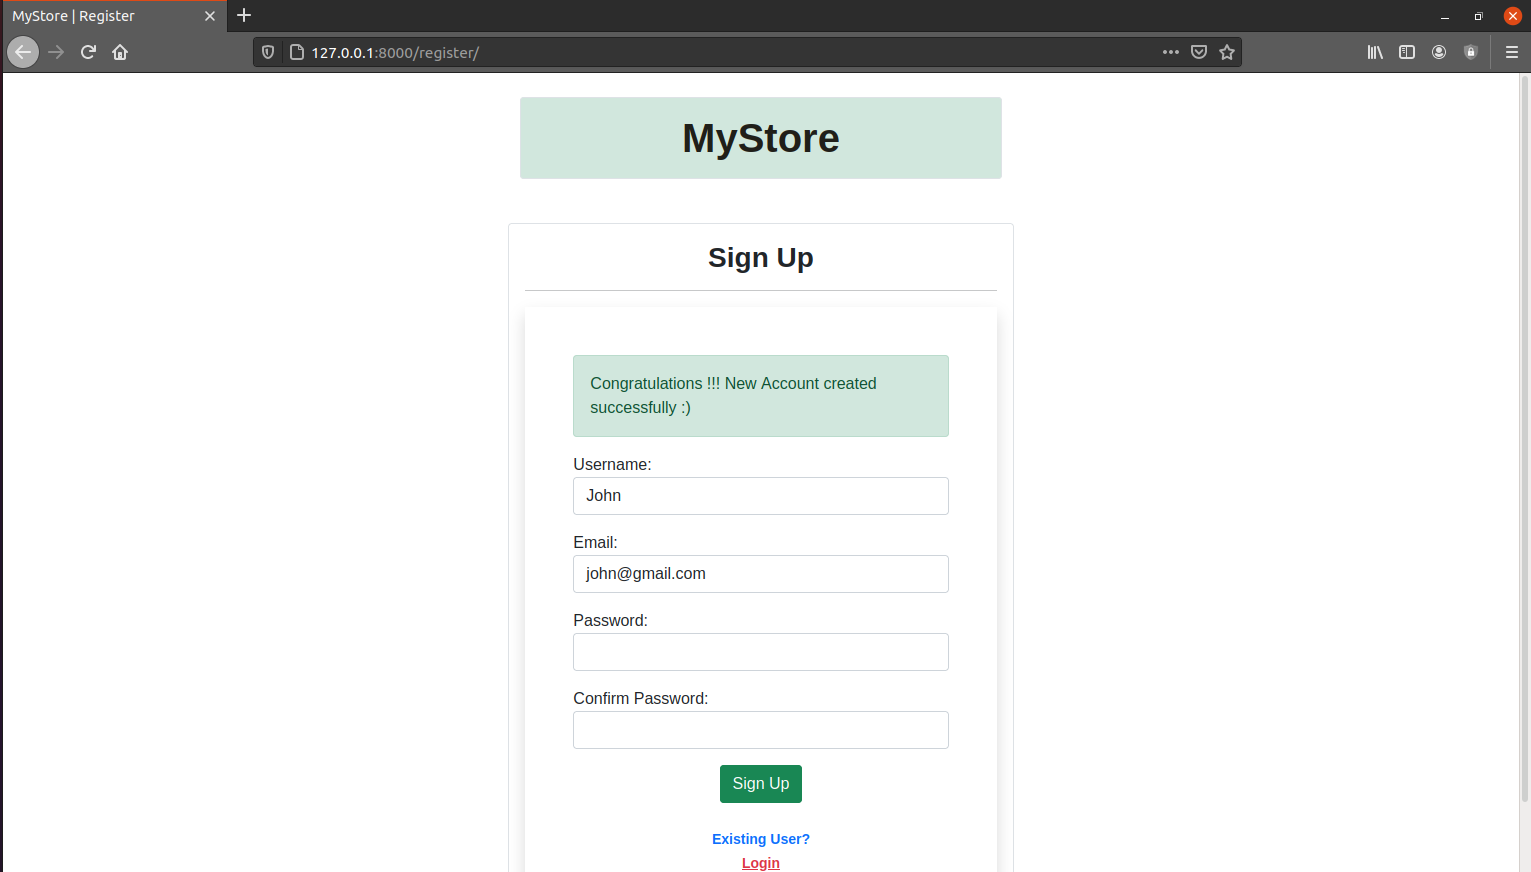 MyStore | Register
127.0.0.1:8000/register/
MyStore
Sign Up
Congratulations !!! New Account created
successfully :)
Username:
John
Email:
john@gmail.com
Password:
Confirm Password:
Sign Up
Existing User?
Login